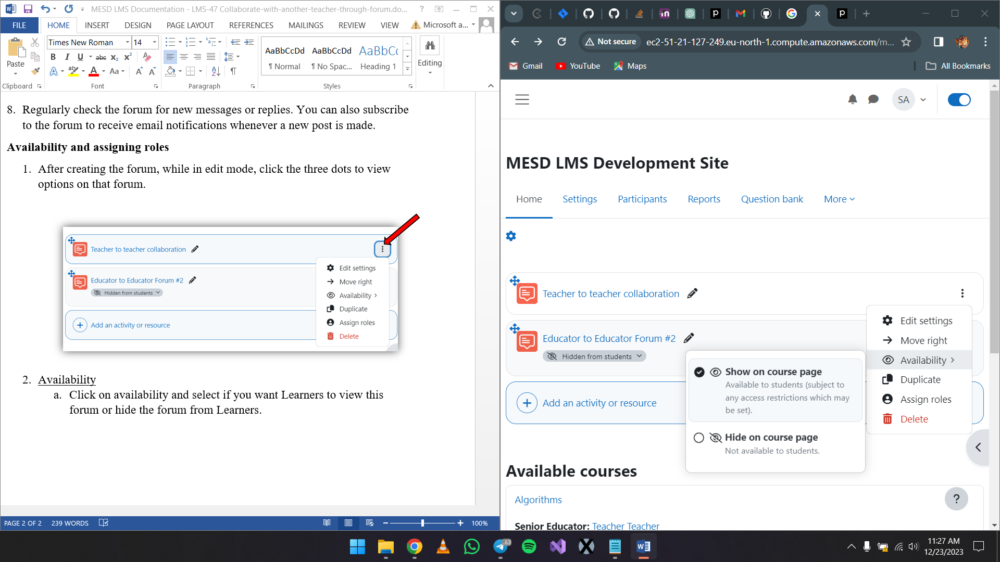 MESD LMS Documentation - LMS-47 Collaborate-with-another-teacher-through-forum.do...
FILE HOME INSERT DESIGN PAGE LAYOUT REFERENCES MAILINGS REVIEW VIEW Microsoft a...
Paste
Times New Roman 14
B I U abc x₂ x²
A ab A Aa A A
AaBbCcDd AaBbCcDd AaBbCc
¶ Normal ¶ No Spac... Heading 1
Editing
Clipboard Font Paragraph Styles
8. Regularly check the forum for new messages or replies. You can also subscribe
to the forum to receive email notifications whenever a new post is made.
Availability and assigning roles
1. After creating the forum, while in edit mode, click the three dots to view
options on that forum.
Teacher to teacher collaboration
Edit settings
Move right
Educator to Educator Forum #2
Hidden from students
Availability
Duplicate
Add an activity or resource
Assign roles
Delete
2. Availability
a. Click on availability and select if you want Learners to view this
forum or hide the forum from Learners.
PAGE 2 OF 2 239 WORDS 100%
Not secure ec2-51-21-127-249.eu-north-1.compute.amazonaws.com/m...
Gmail YouTube Maps All Bookmarks
SA
MESD LMS Development Site
Home Settings Participants Reports Question bank More
Teacher to teacher collaboration
Edit settings
Educator to Educator Forum #2
Move right
Hidden from students
Availability
Show on course page
Available to students (subject to
any access restrictions which may
be set).
Duplicate
Add an activity or resource
Assign roles
Delete
Hide on course page
Not available to students.
Available courses
Algorithms
?
Senior Educator: Teacher Teacher
63
11:27 AM
12/23/2023